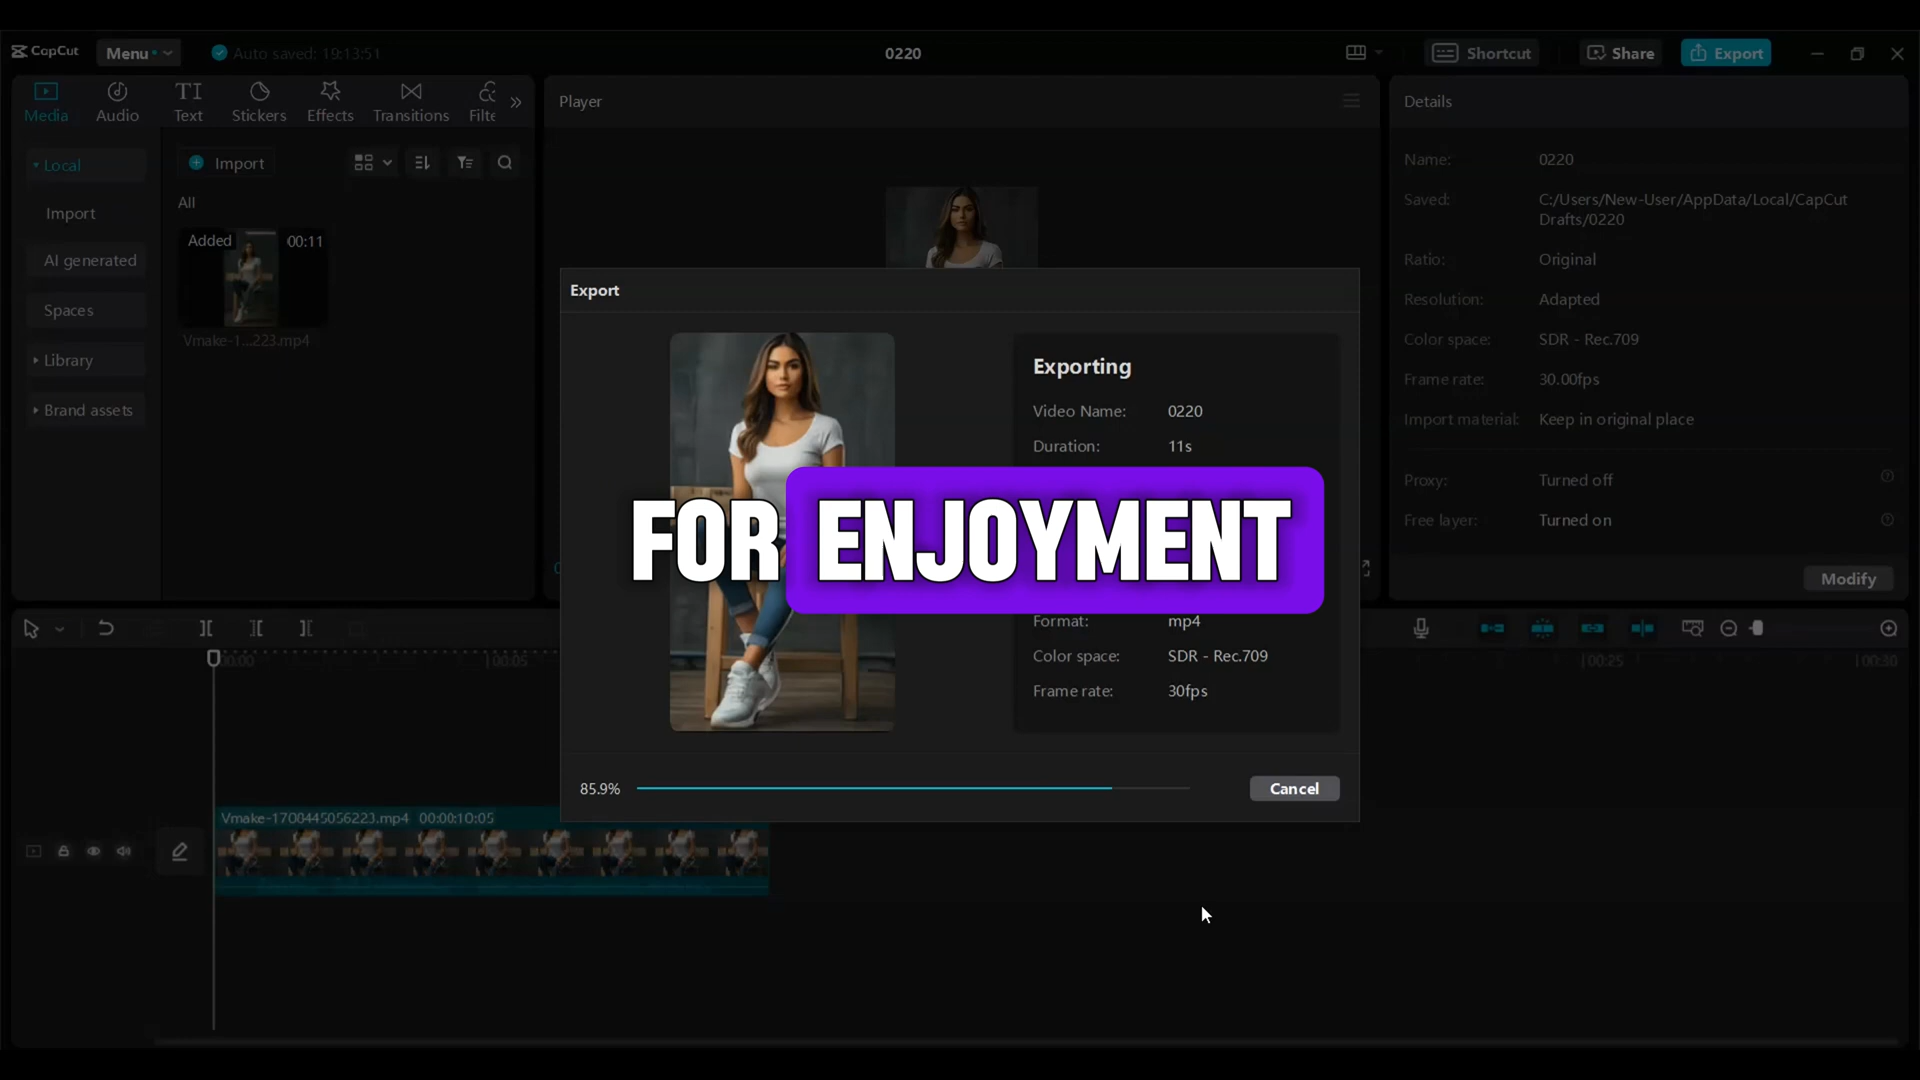 CapCut
Menu
Auto saved: 19:13:51
0220
Shortcut
Share
Export
Media
Audio
Text
Stickers
Effects
Transitions
Filte
Local
Import
AI generated
Spaces
Library
Brand assets
Import
All
Added
00:11
Vmake-1...223.mp4
Player
Details
Name: 0220
Saved: C:/Users/New-User/AppData/Local/CapCut
Drafts/0220
Ratio: Original
Resolution: Adapted
Color space: SDR - Rec.709
Frame rate: 30.00fps
Import material: Keep in original place
Proxy: Turned off
Free layer: Turned on
Modify
Export
Exporting
Video Name: 0220
Duration: 11s
FOR ENJOYMENT
Format: mp4
Color space: SDR - Rec.709
Frame rate: 30fps
85.9%
Cancel
00:00
00:05
00:25
00:30
Vmake-1708445056223.mp4 00:00:10:05